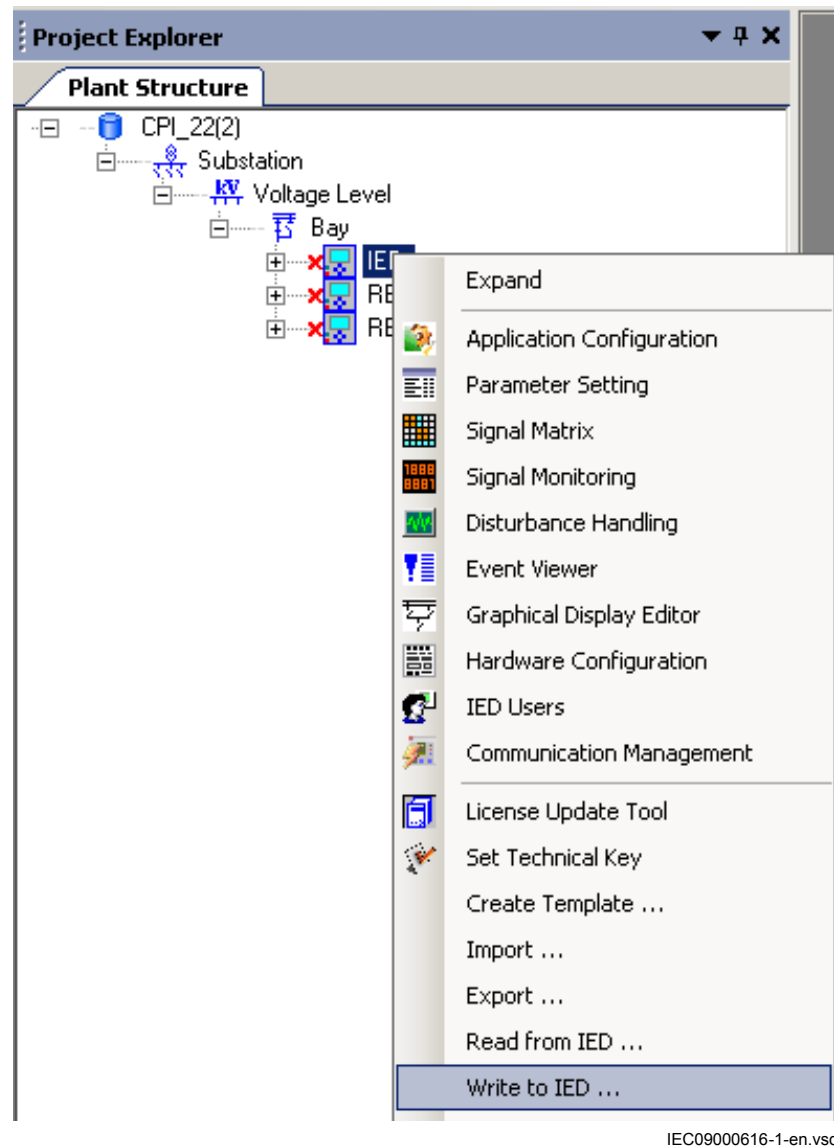 Project Explorer
Plant Structure
CPI_22(2)
Substation
kV Voltage Level
Bay
Expand
Application Configuration
Parameter Setting
Signal Matrix
Signal Monitoring
Disturbance Handling
Event Viewer
Graphical Display Editor
Hardware Configuration
IED Users
Communication Management
License Update Tool
Set Technical Key
Create Template ...
Import ...
Export ...
Read from IED ...
Write to IED ...
IEC09000616-1-en.vsd